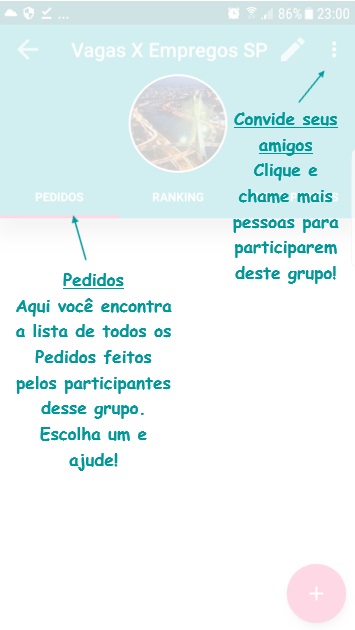 ... 86% 23:00
Vagas X Empregos SP
Convide seus
amigos
Clique e
chame mais
pessoas para
participarem
deste grupo!
PEDIDOS
RANKING
Pedidos
Aqui você encontra
a lista de todos os
Pedidos feitos
pelos participantes
desse grupo.
Escolha um e
ajude!
+